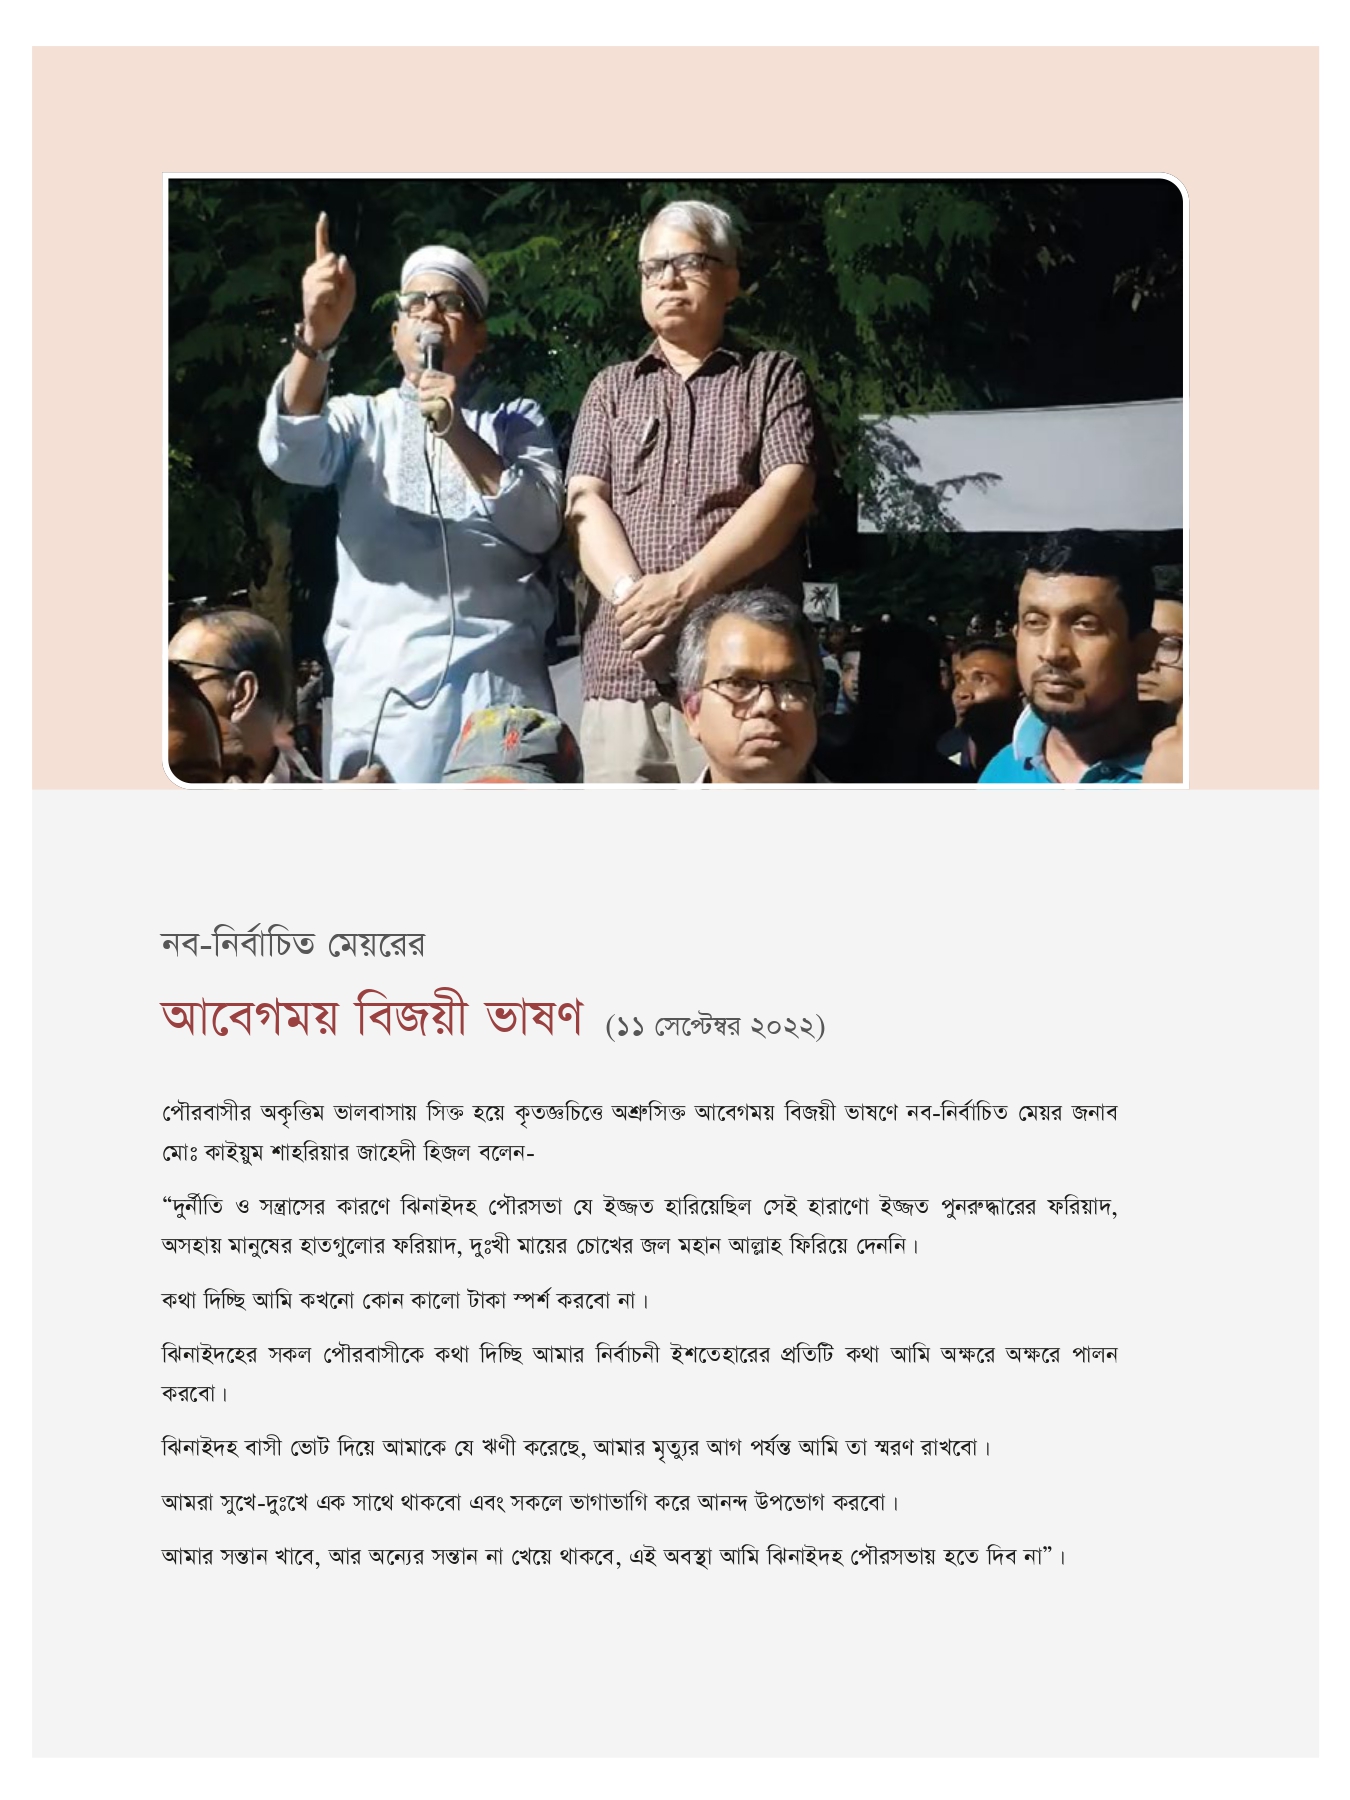 নব-নির্বাচিত মেয়রের
আবেগময় বিজয়ী ভাষণ (১১ সেপ্টেম্বর ২০২২)
পৌরবাসীর অকৃত্তিম ভালবাসায় সিক্ত হয়ে কৃতজ্ঞচিত্তে অশ্রুসিক্ত আবেগময় বিজয়ী ভাষণে নব-নির্বাচিত মেয়র জনাব
মোঃ কাইয়ুম শাহরিয়ার জাহেদী হিজল বলেন-
“দুর্নীতি ও সন্ত্রাসের কারণে ঝিনাইদহ পৌরসভা যে ইজ্জত হারিয়েছিল সেই হারাণো ইজ্জত পুনরুদ্ধারের ফরিয়াদ,
অসহায় মানুষের হাতগুলোর ফরিয়াদ, দুঃখী মায়ের চোখের জল মহান আল্লাহ ফিরিয়ে দেননি।
কথা দিচ্ছি আমি কখনো কোন কালো টাকা স্পর্শ করবো না।
ঝিনাইদহের সকল পৌরবাসীকে কথা দিচ্ছি আমার নির্বাচনী ইশতেহারের প্রতিটি কথা আমি অক্ষরে অক্ষরে পালন
করবো।
ঝিনাইদহ বাসী ভোট দিয়ে আমাকে যে ঋণী করেছে, আমার মৃত্যুর আগ পর্যন্ত আমি তা স্মরণ রাখবো।
আমরা সুখে-দুঃখে এক সাথে থাকবো এবং সকলে ভাগাভাগি করে আনন্দ উপভোগ করবো।
আমার সন্তান খাবে, আর অন্যের সন্তান না খেয়ে থাকবে, এই অবস্থা আমি ঝিনাইদহ পৌরসভায় হতে দিব না”।